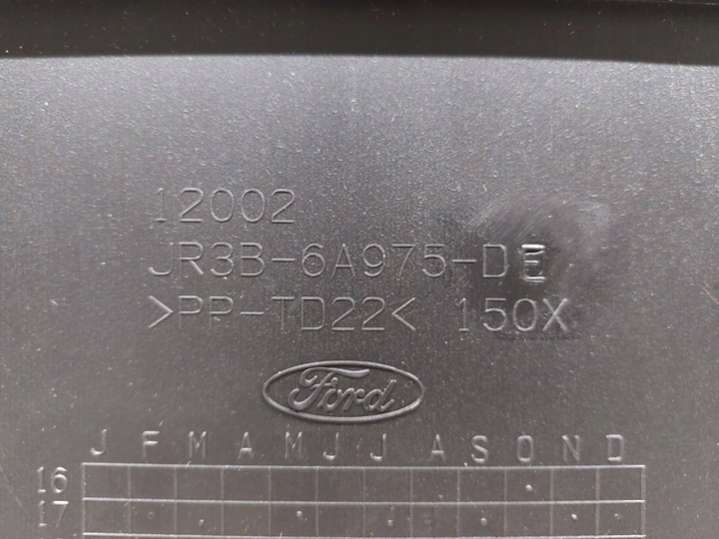 12002
JR3B-6A975-DE
>PP-TD22< 150X
Ford
J F M A M J J A S O N D
16
17